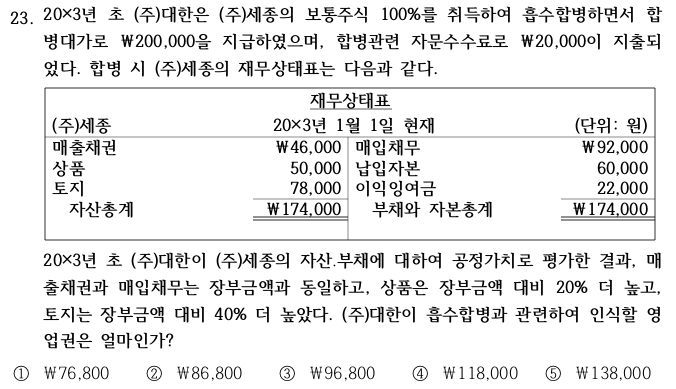 23. 20×3년 초 (주)대한은 (주)세종의 보통주식 100%를 취득하여 흡수합병하면서 합
병대가로 ₩200,000을 지급하였으며, 합병관련 자문수수료로 ₩20,000이 지출되
었다. 합병 시 (주)세종의 재무상태표는 다음과 같다.
재무상태표
(주)세종 20×3년 1월 1일 현재 (단위: 원)
매출채권 ₩46,000 매입채무 ₩92,000
상품 50,000 납입자본 60,000
토지 78,000 이익잉여금 22,000
자산총계 ₩174,000 부채와 자본총계 ₩174,000
20×3년 초 (주)대한이 (주)세종의 자산.부채에 대하여 공정가치로 평가한 결과, 매
출채권과 매입채무는 장부금액과 동일하고, 상품은 장부금액 대비 20% 더 높고,
토지는 장부금액 대비 40% 더 높았다. (주)대한이 흡수합병과 관련하여 인식할 영
업권은 얼마인가?
① ₩76,800 ② ₩86,800 ③ ₩96,800 ④ ₩118,000 ⑤ ₩138,000